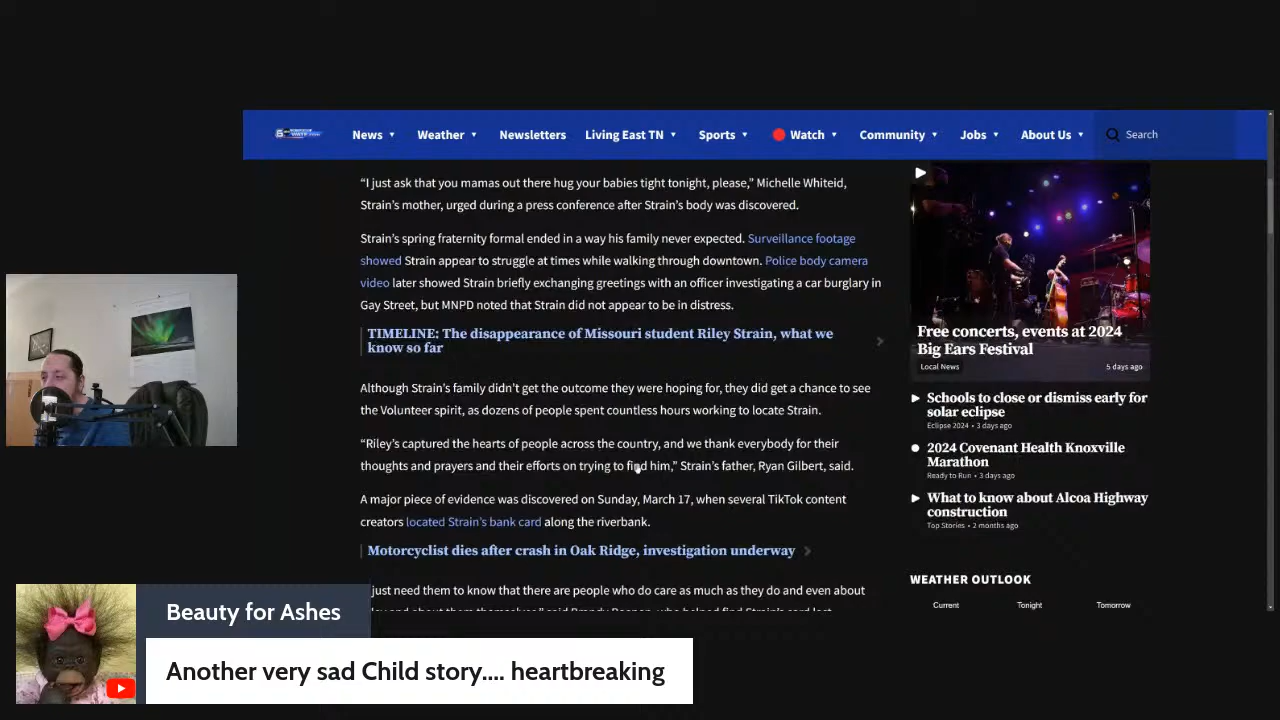 News
Weather
Newsletters
Living East TN
Sports
Watch
Community
Jobs
About Us
Search
“I just ask that you mamas out there hug your babies tight tonight, please,” Michelle Whiteid,
Strain’s mother, urged during a press conference after Strain’s body was discovered.
Strain’s spring fraternity formal ended in a way his family never expected. Surveillance footage
showed Strain appear to struggle at times while walking through downtown. Police body camera
video later showed Strain briefly exchanging greetings with an officer investigating a car burglary in
Gay Street, but MNPD noted that Strain did not appear to be in distress.
TIMELINE: The disappearance of Missouri student Riley Strain, what we
know so far
Although Strain’s family didn’t get the outcome they were hoping for, they did get a chance to see
the Volunteer spirit, as dozens of people spent countless hours working to locate Strain.
“Riley’s captured the hearts of people across the country, and we thank everybody for their
thoughts and prayers and their efforts on trying to find him,” Strain’s father, Ryan Gilbert, said.
A major piece of evidence was discovered on Sunday, March 17, when several TikTok content
creators located Strain’s bank card along the riverbank.
Motorcyclist dies after crash in Oak Ridge, investigation underway
just need them to know that there are people who do care as much as they do and even about
Free concerts, events at 2024
Big Ears Festival
Local News
5 days ago
Schools to close or dismiss early for
solar eclipse
Eclipse 2024 • 3 days ago
2024 Covenant Health Knoxville
Marathon
Ready to Run • 3 days ago
What to know about Alcoa Highway
construction
Top Stories • 2 months ago
WEATHER OUTLOOK
Current
Tonight
Tomorrow
Beauty for Ashes
Another very sad Child story.... heartbreaking